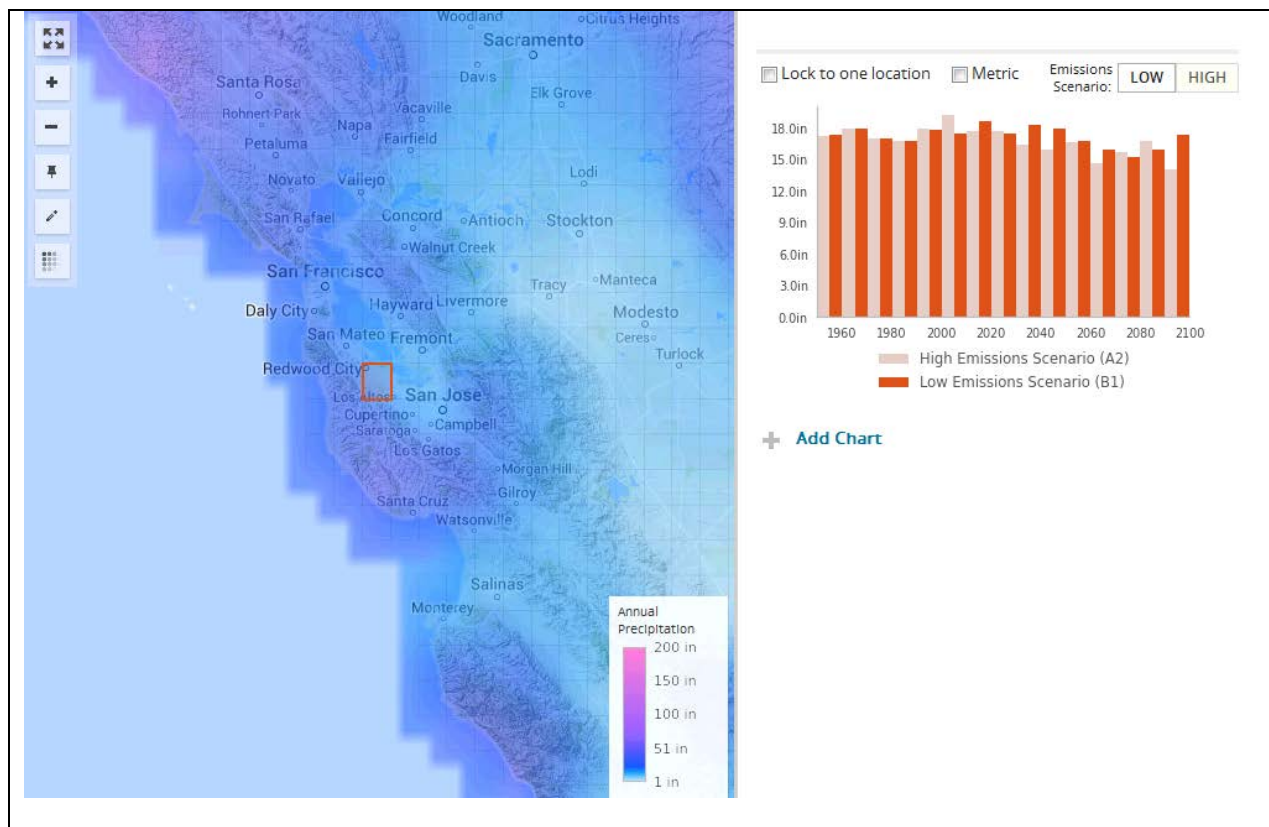 Woodland
Citrus Heights
Sacramento
Davis
Santa Rosa
Elk Grove
Rohnert Park
Vacaville
Napa
Fairfield
Petaluma
Lodi
Novato
Vallejo
San Rafael
Concord
Antioch
Stockton
Walnut Creek
San Francisco
Tracy
Manteca
Daly City
Hayward
Livermore
Modesto
San Mateo
Fremont
Ceres
Turlock
Redwood City
Los Altos
San Jose
Cupertino
Campbell
Saratoga
Los Gatos
Morgan Hill
Santa Cruz
Gilroy
Watsonville
Salinas
Monterey
Annual
Precipitation
200 in
150 in
100 in
51 in
1 in
Lock to one location
Metric
Emissions
Scenario:
LOW
HIGH
18.0in
15.0in
12.0in
9.0in
6.0in
3.0in
0.0in
1960 1980 2000 2020 2040 2060 2080 2100
High Emissions Scenario (A2)
Low Emissions Scenario (B1)
Add Chart